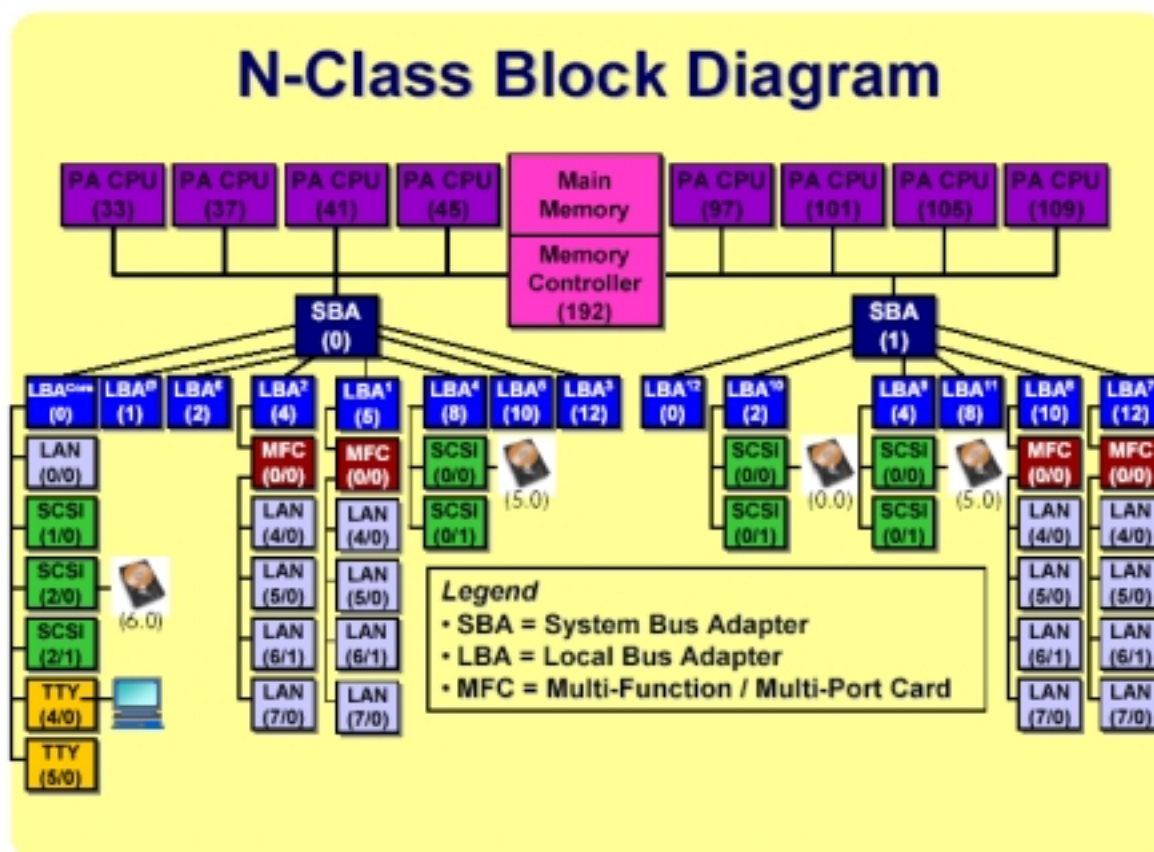 N-Class Block Diagram
PA CPU (33)
PA CPU (37)
PA CPU (41)
PA CPU (45)
Main Memory
Memory Controller (192)
PA CPU (97)
PA CPU (101)
PA CPU (105)
PA CPU (109)
SBA (0)
SBA (1)
LBA (0)
LBA (1)
LBA (2)
LBA² (4)
LBA¹ (5)
LBA⁴ (8)
LBA (10)
LBA³ (12)
LBA¹² (0)
LBA¹⁰ (2)
LBA (4)
LBA¹¹ (8)
LBA (10)
LBA⁷ (12)
LAN (0/0)
SCSI (1/0)
SCSI (2/0)
(6.0)
SCSI (2/1)
TTY (4/0)
TTY (5/0)
MFC (0/0)
LAN (4/0)
LAN (5/0)
LAN (6/1)
LAN (7/0)
MFC (0/0)
LAN (4/0)
LAN (5/0)
LAN (6/1)
LAN (7/0)
SCSI (0/0)
(5.0)
SCSI (0/1)
SCSI (0/0)
(0.0)
SCSI (0/1)
SCSI (0/0)
(5.0)
SCSI (0/1)
MFC (0/0)
LAN (4/0)
LAN (5/0)
LAN (6/1)
LAN (7/0)
MFC (0/0)
LAN (4/0)
LAN (5/0)
LAN (6/1)
LAN (7/0)
Legend
• SBA = System Bus Adapter
• LBA = Local Bus Adapter
• MFC = Multi-Function / Multi-Port Card